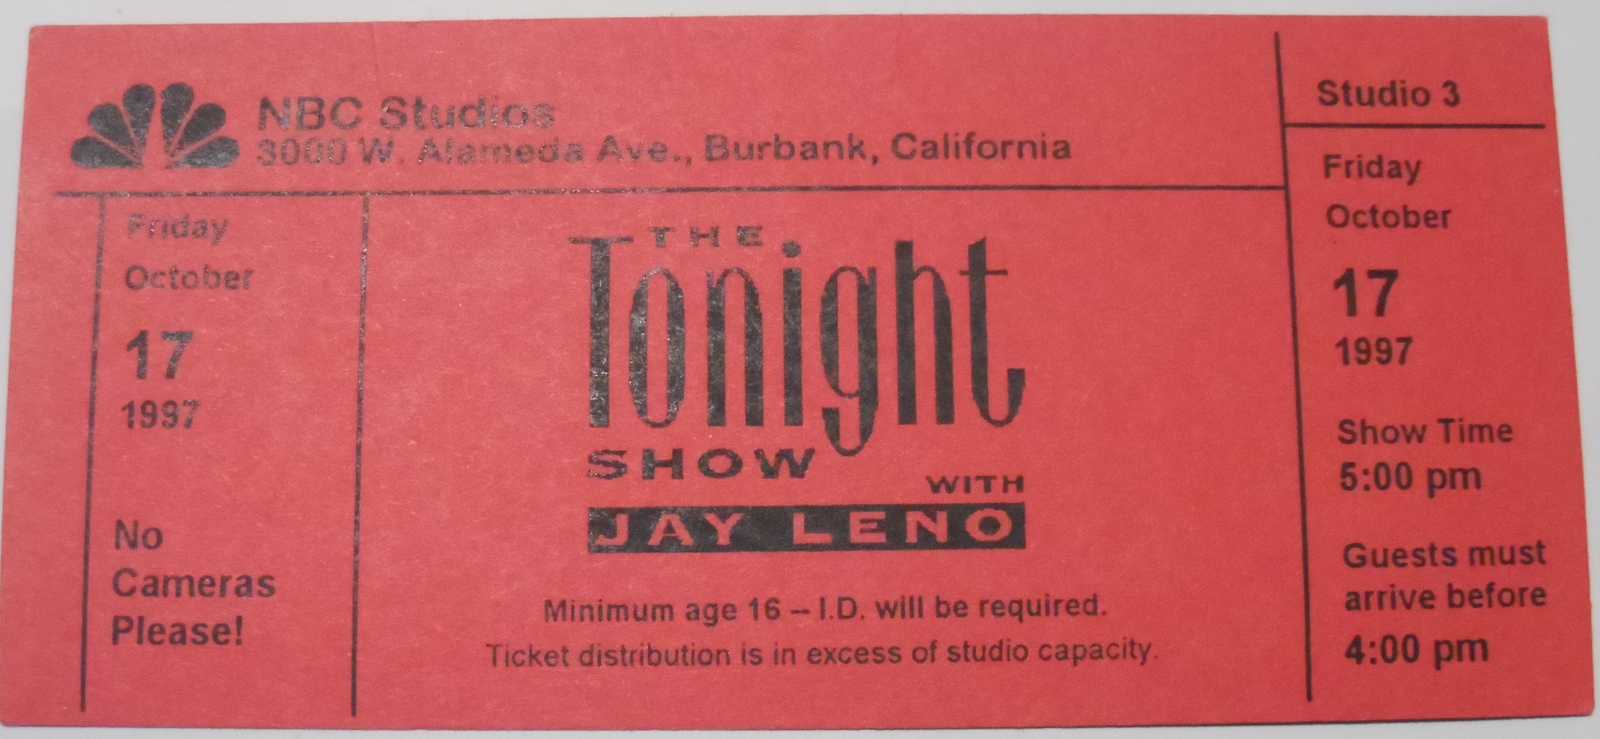 NBC Studios
3000 W. Alameda Ave., Burbank, California
Friday
October
17
1997
No
Cameras
Please!
THE
Tonight
SHOW
WITH
JAY LENO
Minimum age 16 – I.D. will be required.
Ticket distribution is in excess of studio capacity.
Studio 3
Friday
October
17
1997
Show Time
5:00 pm
Guests must
arrive before
4:00 pm